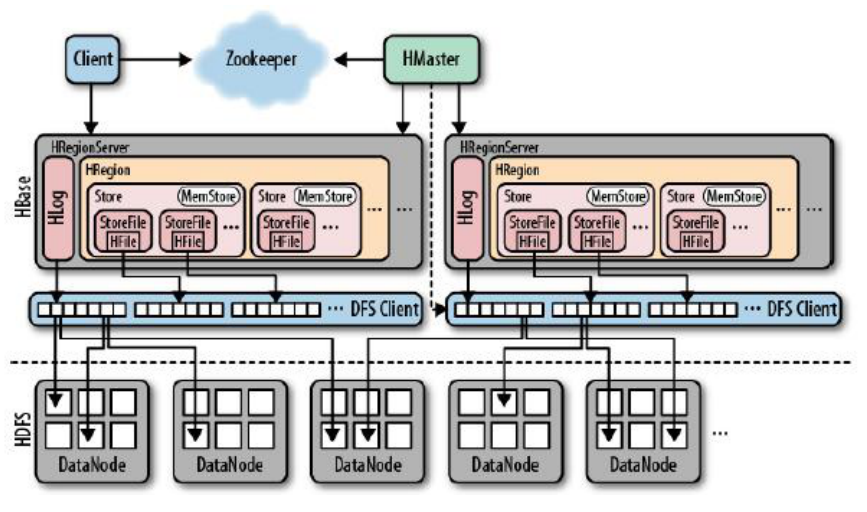 Client
Zookeeper
HMaster
HBase
HRegionServer
HLog
HRegion
Store
MemStore
StoreFile
HFile
StoreFile
HFile
...
Store
MemStore
StoreFile
HFile
...
...
...
HRegionServer
HLog
HRegion
Store
MemStore
StoreFile
HFile
StoreFile
HFile
...
Store
MemStore
StoreFile
HFile
...
...
...
... DFS Client
... DFS Client
HDFS
DataNode
DataNode
DataNode
DataNode
DataNode
...